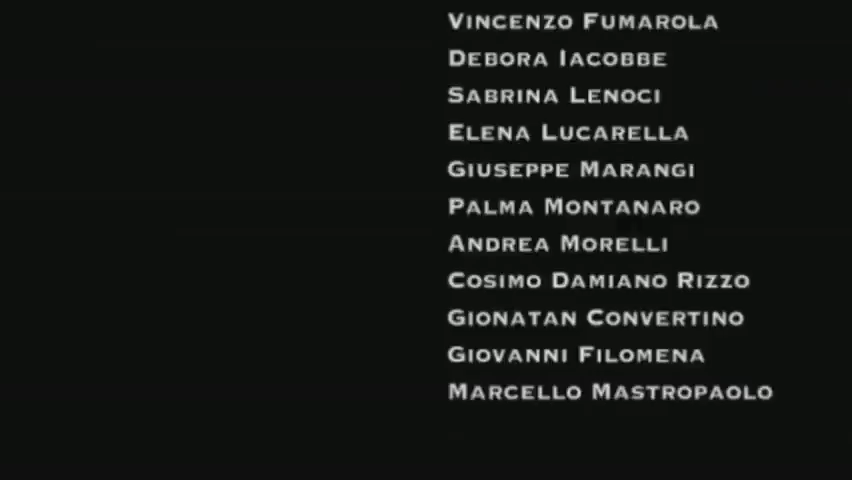 Vincenzo Fumarola
Debora Iacobbe
Sabrina Lenoci
Elena Lucarella
Giuseppe Marangi
Palma Montanaro
Andrea Morelli
Cosimo Damiano Rizzo
Gionatan Convertino
Giovanni Filomena
Marcello Mastropaolo